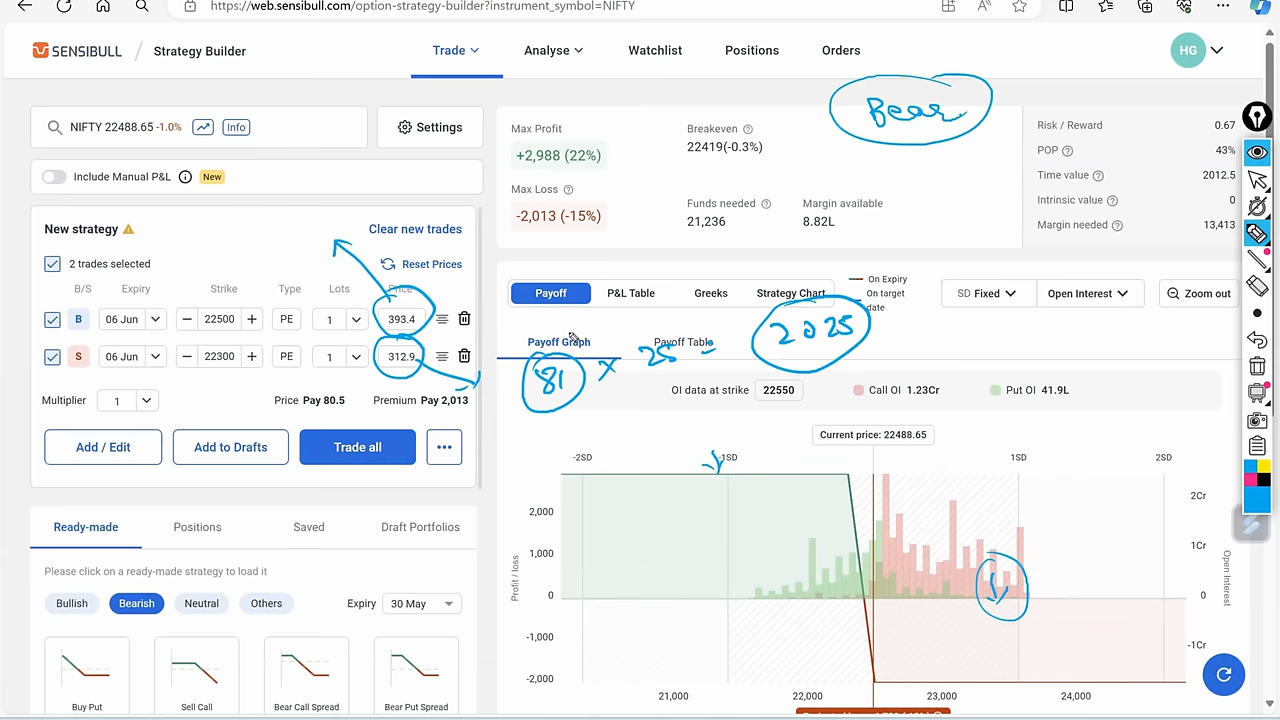 https://web.sensibull.com/option-strategy-builder?instrument_symbol=NIFTY
SENSIBULL / Strategy Builder
Trade Analyse Watchlist Positions Orders
HG
Bear
NIFTY 22488.65 -1.0% Info
Settings
Include Manual P&L New
Max Profit
+2,988 (22%)
Max Loss
-2,013 (-15%)
Breakeven
22419(-0.3%)
Funds needed
21,236
Margin available
8.82L
Risk / Reward 0.67
POP 43%
Time value 2012.5
Intrinsic value 0
Margin needed 13,413
New strategy
Clear new trades
2 trades selected
Reset Prices
B/S Expiry Strike Type Lots Price
B 06 Jun 22500 PE 1 393.4
S 06 Jun 22300 PE 1 312.9
Multiplier 1 Price Pay 80.5 Premium Pay 2,013
Add / Edit Add to Drafts Trade all
Payoff P&L Table Greeks Strategy Chart
On Expiry
On target
date
SD Fixed Open Interest Zoom out
Payoff Graph Payoff Table
81 x 25 = 2025
OI data at strike 22550 Call OI 1.23Cr Put OI 41.9L
Current price: 22488.65
-2SD -1SD 1SD 2SD
2,000
1,000
0
-1,000
-2,000
Profit / loss
2Cr
1Cr
0
-1Cr
Open Interest
21,000 22,000 23,000 24,000
Ready-made Positions Saved Draft Portfolios
Please click on a ready-made strategy to load it
Bullish Bearish Neutral Others Expiry 30 May
Buy Put Sell Call Bear Call Spread Bear Put Spread